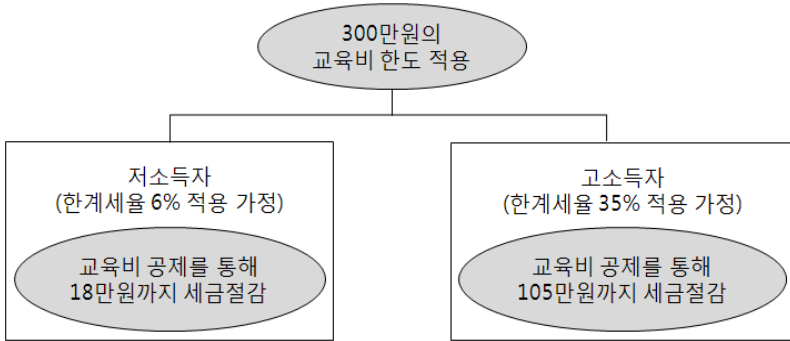 300만원의
교육비 한도 적용
저소득자
(한계세율 6% 적용 가정)
교육비 공제를 통해
18만원까지 세금절감
고소득자
(한계세율 35% 적용 가정)
교육비 공제를 통해
105만원까지 세금절감